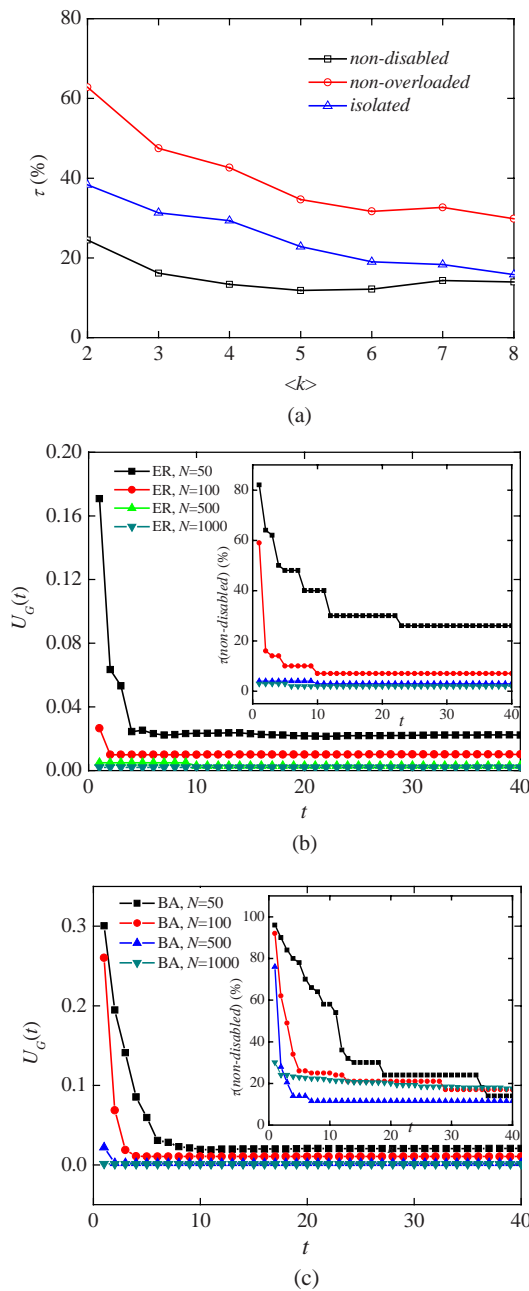 80
60
40
20
0
τ (%)
non-disabled
non-overloaded
isolated
2 3 4 5 6 7 8
<k>
(a)
0.20
0.16
0.12
0.08
0.04
0.00
U_G(t)
ER, N=50
ER, N=100
ER, N=500
ER, N=1000
80
60
40
20
0
τ(non-disabled) (%)
0 10 20 30 40
t
0 10 20 30 40
t
(b)
0.3
0.2
0.1
0.0
U_G(t)
BA, N=50
BA, N=100
BA, N=500
BA, N=1000
100
80
60
40
20
0
τ(non-disabled) (%)
0 10 20 30 40
t
0 10 20 30 40
t
(c)